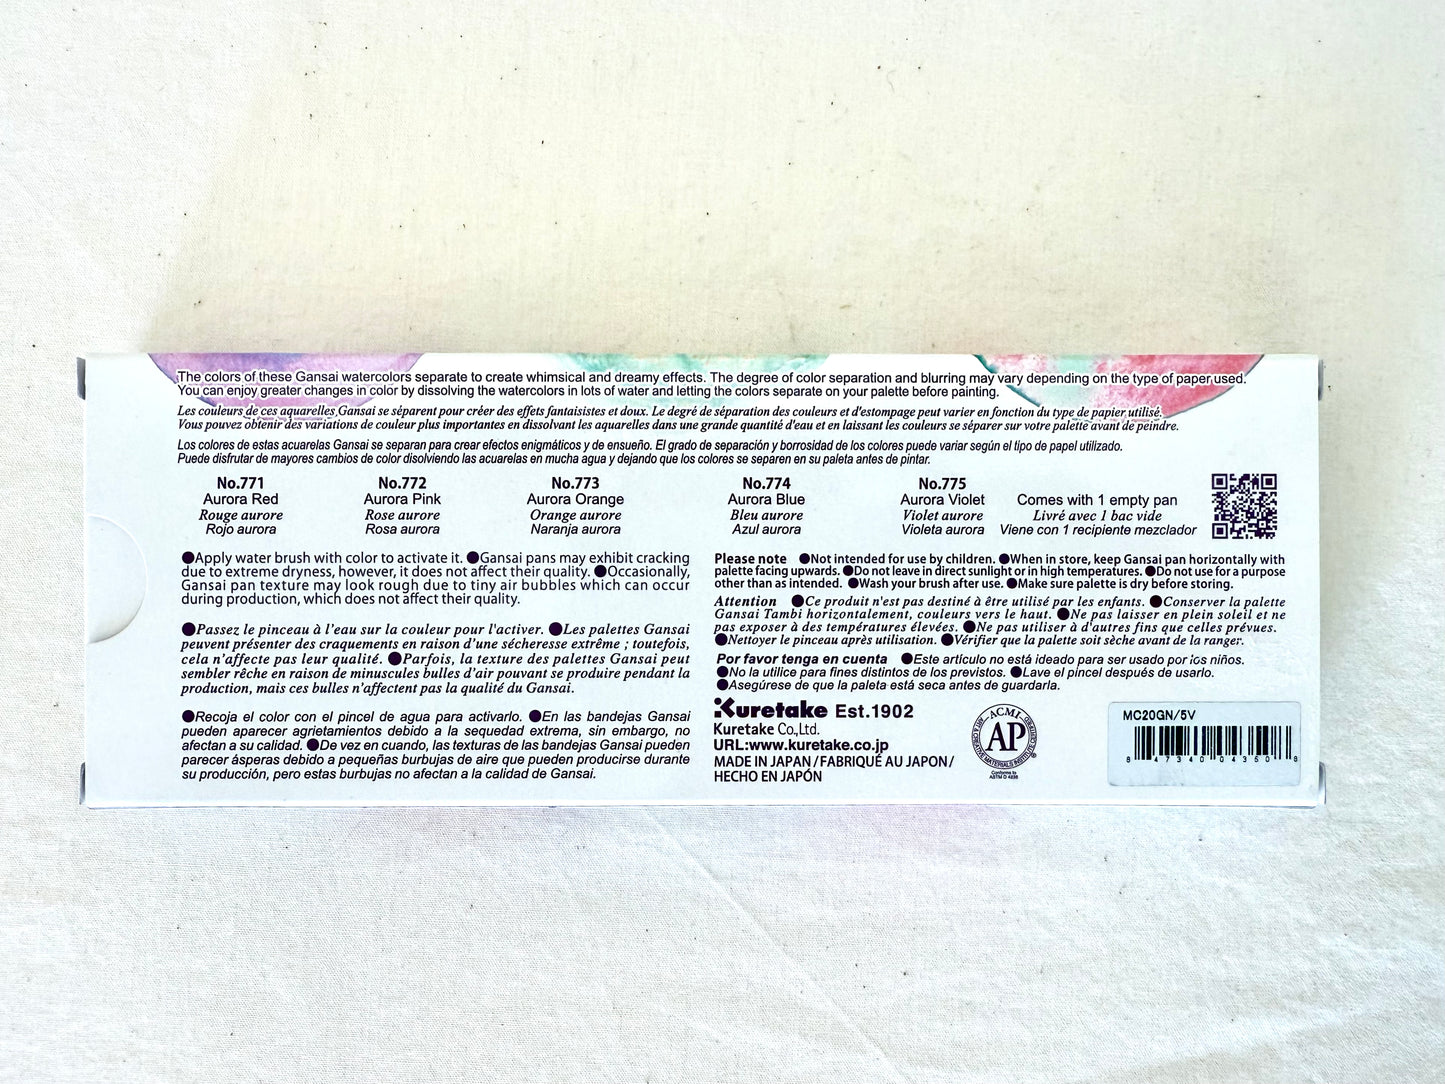 The colors of these Gansai watercolors separate to create whimsical and dreamy effects. The degree of color separation and blurring may vary depending on the type of paper used.
You can enjoy greater changes in color by dissolving the watercolors in lots of water and letting the colors separate on your palette before painting.
Les couleurs de ces aquarelles Gansai se séparent pour créer des effets fantaisistes et doux. Le degré de séparation des couleurs et d'estompage peut varier en fonction du type de papier utilisé.
Vous pouvez obtenir des variations de couleur plus importantes en dissolvant les aquarelles dans une grande quantité d'eau et en laissant les couleurs se séparer sur votre palette avant de peindre.
Los colores de estas acuarelas Gansai se separan para crear efectos enigmáticos y de ensueño. El grado de separación y borrosidad de los colores puede variar según el tipo de papel utilizado.
Puede disfrutar de mayores cambios de color disolviendo las acuarelas en mucha agua y dejando que los colores se separen en su paleta antes de pintar.
No.771
Aurora Red
Rouge aurore
Rojo aurora
No.772
Aurora Pink
Rose aurore
Rosa aurora
No.773
Aurora Orange
Orange aurore
Naranja aurora
No.774
Aurora Blue
Bleu aurore
Azul aurora
No.775
Aurora Violet
Violet aurore
Violeta aurora
Comes with 1 empty pan
Livré avec 1 bac vide
Viene con 1 recipiente mezclador
●Apply water brush with color to activate it. ●Gansai pans may exhibit cracking
due to extreme dryness, however, it does not affect their quality. ●Occasionally,
Gansai pan texture may look rough due to tiny air bubbles which can occur
during production, which does not affect their quality.
●Passez le pinceau à l'eau sur la couleur pour l'activer. ●Les palettes Gansai
peuvent présenter des craquements en raison d'une sécheresse extrême ; toutefois,
cela n'affecte pas leur qualité. ●Parfois, la texture des palettes Gansai peut
sembler rêche en raison de minuscules bulles d'air pouvant se produire pendant la
production, mais ces bulles n'affectent pas la qualité du Gansai.
●Recoja el color con el pincel de agua para activarlo. ●En las bandejas Gansai
pueden aparecer agrietamientos debido a la sequedad extrema, sin embargo, no
afectan a su calidad. ●De vez en cuando, las texturas de las bandejas Gansai pueden
parecer ásperas debido a pequeñas burbujas de aire que pueden producirse durante
su producción, pero estas burbujas no afectan a la calidad de Gansai.
Please note ●Not intended for use by children. ●When in store, keep Gansai pan horizontally with
palette facing upwards. ●Do not leave in direct sunlight or in high temperatures. ●Do not use for a purpose
other than as intended. ●Wash your brush after use. ●Make sure palette is dry before storing.
Attention ●Ce produit n'est pas destiné à être utilisé par les enfants. ●Conserver la palette
Gansai Tambi horizontalement, couleurs vers le haut. ●Ne pas laisser en plein soleil et ne
pas exposer à des températures élevées. ●Ne pas utiliser à d'autres fins que celles prévues.
●Nettoyer le pinceau après utilisation. ●Vérifier que la palette soit sèche avant de la ranger.
Por favor tenga en cuenta ●Este artículo no está ideado para ser usado por los niños.
●No la utilice para fines distintos de los previstos. ●Lave el pincel después de usarlo.
●Asegúrese de que la paleta está seca antes de guardarla.
Kuretake Est.1902
Kuretake Co.,Ltd.
URL:www.kuretake.co.jp
MADE IN JAPAN/FABRIQUÉ AU JAPON/
HECHO EN JAPÓN
ACMI
AP
ART & CREATIVE MATERIALS INSTITUTE CERTIFIED
Conforms to
ASTM D 4236
MC20GN/5V
8 47340 04350 8